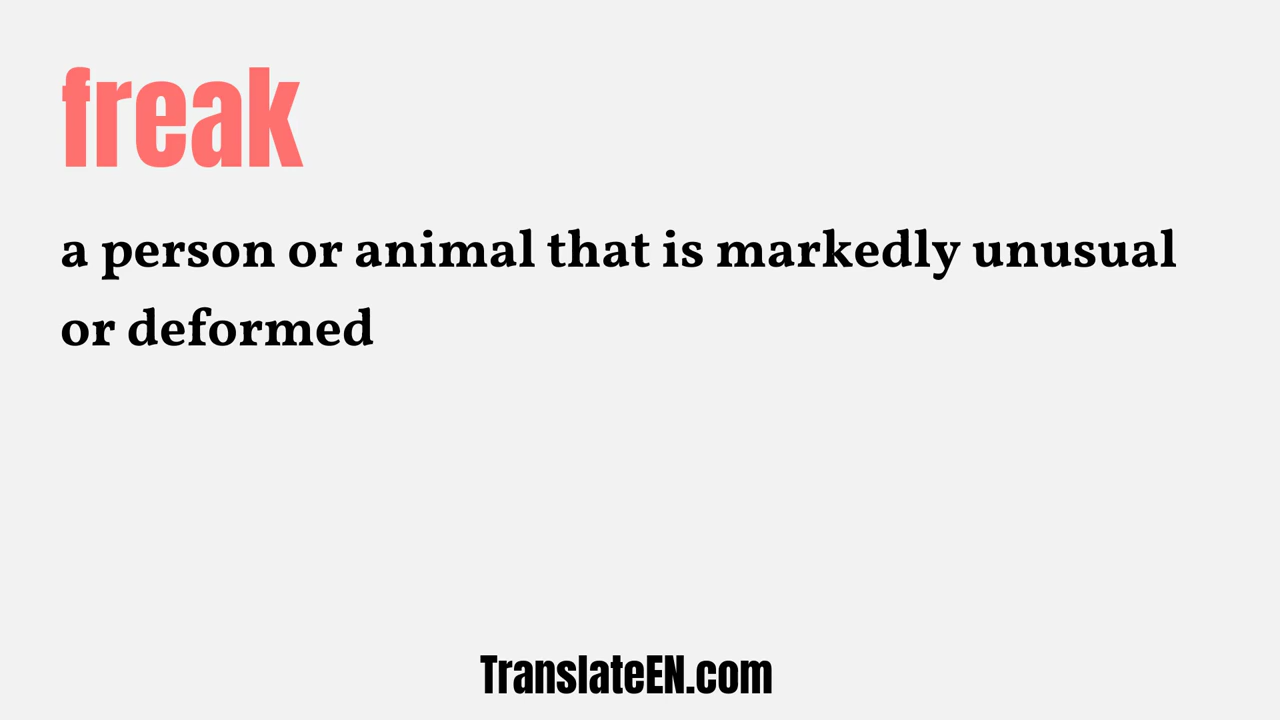 freak
a person or animal that is markedly unusual
or deformed
TranslateEN.com